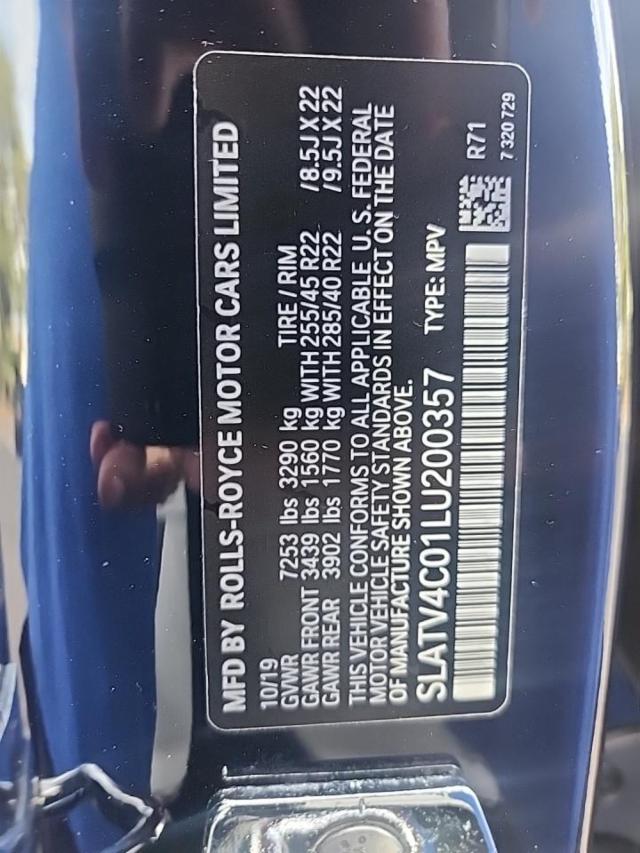 MFD BY ROLLS-ROYCE MOTOR CARS LIMITED
10/19
GVWR 7253 lbs 3290 kg TIRE / RIM
GAWR FRONT 3439 lbs 1560 kg WITH 255/45 R22 /8.5J X 22
GAWR REAR 3902 lbs 1770 kg WITH 285/40 R22 /9.5J X 22
THIS VEHICLE CONFORMS TO ALL APPLICABLE U.S. FEDERAL
MOTOR VEHICLE SAFETY STANDARDS IN EFFECT ON THE DATE
OF MANUFACTURE SHOWN ABOVE.
SLATV4C01LU200357 TYPE: MPV
R71
7 320 729